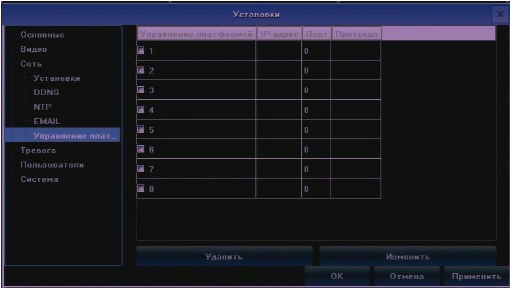 Установки
Основные
Видео
Сеть
Установки
DDNS
NTP
EMAIL
Управление плат..
Тревога
Пользователи
Система
Управление платформой IP-адрес Порт Протокол
1 0
2 0
3 0
4 0
5 0
6 0
7 0
8 0
Удалить Изменить
OK Отмена Применить